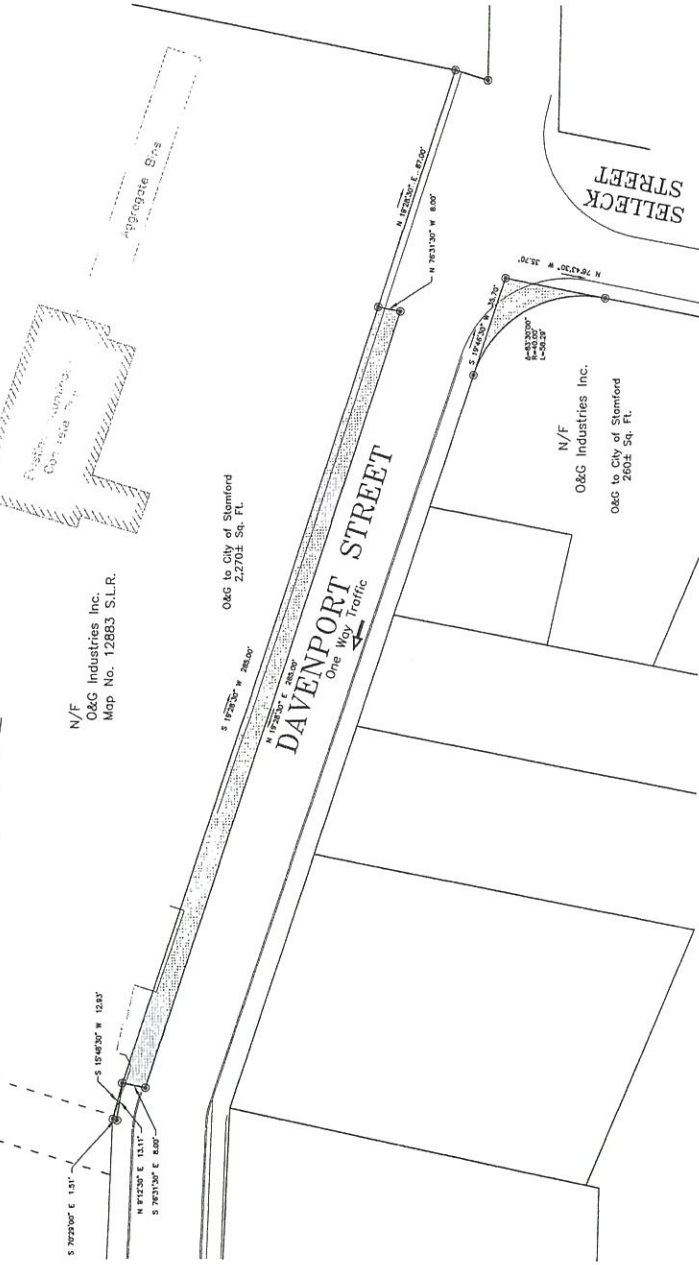 Aggregate Bins
N 19°28'30" E 87.00'
N 76°31'30" W 8.00'
SELLECK
STREET
N 76°43'30" W 35.70'
S 19°46'30" W 35.70'
Δ=83°30'00"
R=40.00'
L=58.29'
N/F
O&G Industries Inc.
O&G to City of Stamford
260± Sq. Ft.
N/F
O&G Industries Inc.
Map No. 12883 S.L.R.
O&G to City of Stamford
2,270± Sq. Ft.
S 19°28'30" W 285.00'
N 19°28'30" E 285.00'
DAVENPORT STREET
One Way Traffic
S 15°48'30" W 12.93'
S 70°29'00" E 1.51'
N 9°12'30" E 13.11'
S 76°31'30" E 8.00'